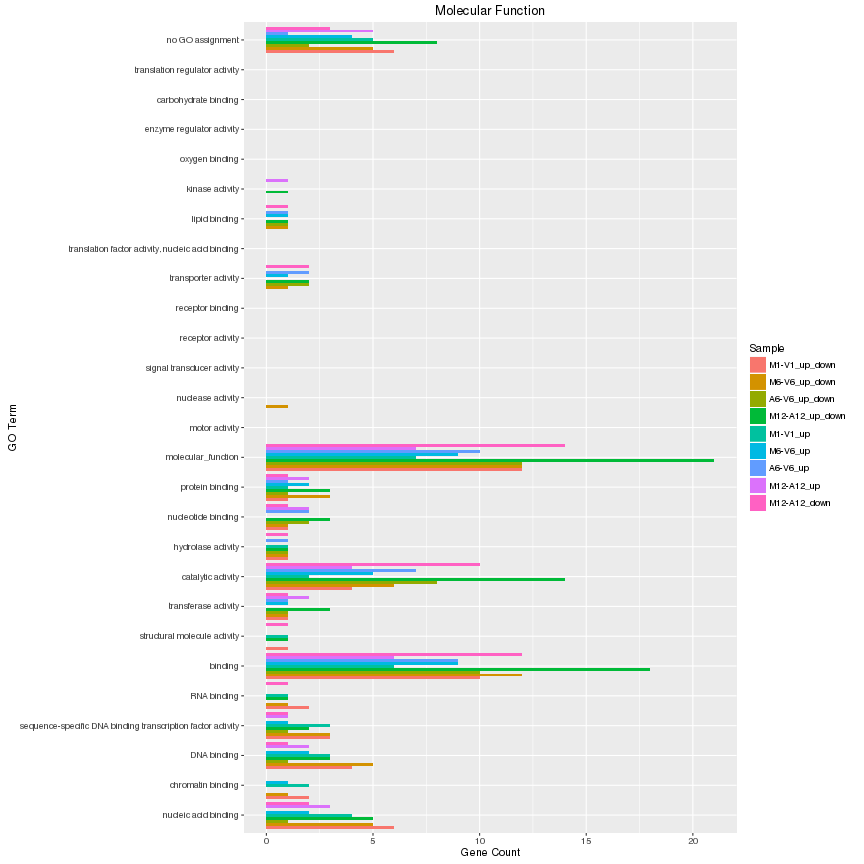 Molecular Function
no GO assignment
translation regulator activity
carbohydrate binding
enzyme regulator activity
oxygen binding
kinase activity
lipid binding
translation factor activity, nucleic acid binding
transporter activity
receptor binding
receptor activity
signal transducer activity
nuclease activity
motor activity
molecular_function
protein binding
nucleotide binding
hydrolase activity
catalytic activity
transferase activity
structural molecule activity
binding
RNA binding
sequence-specific DNA binding transcription factor activity
DNA binding
chromatin binding
nucleic acid binding
GO Term
0 5 10 15 20
Gene Count
Sample
M1-V1_up_down
M6-V6_up_down
A6-V6_up_down
M12-A12_up_down
M1-V1_up
M6-V6_up
A6-V6_up
M12-A12_up
M12-A12_down